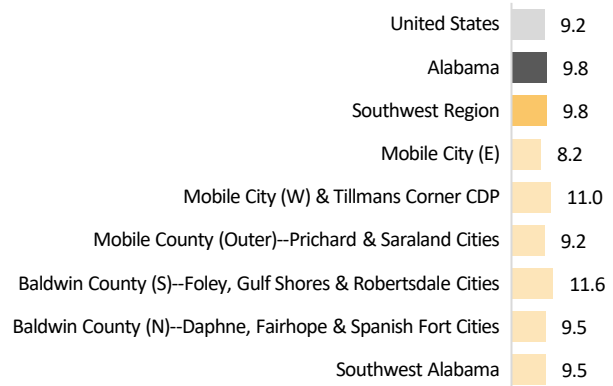 United States 9.2
Alabama 9.8
Southwest Region 9.8
Mobile City (E) 8.2
Mobile City (W) & Tillmans Corner CDP 11.0
Mobile County (Outer)--Prichard & Saraland Cities 9.2
Baldwin County (S)--Foley, Gulf Shores & Robertsdale Cities 11.6
Baldwin County (N)--Daphne, Fairhope & Spanish Fort Cities 9.5
Southwest Alabama 9.5